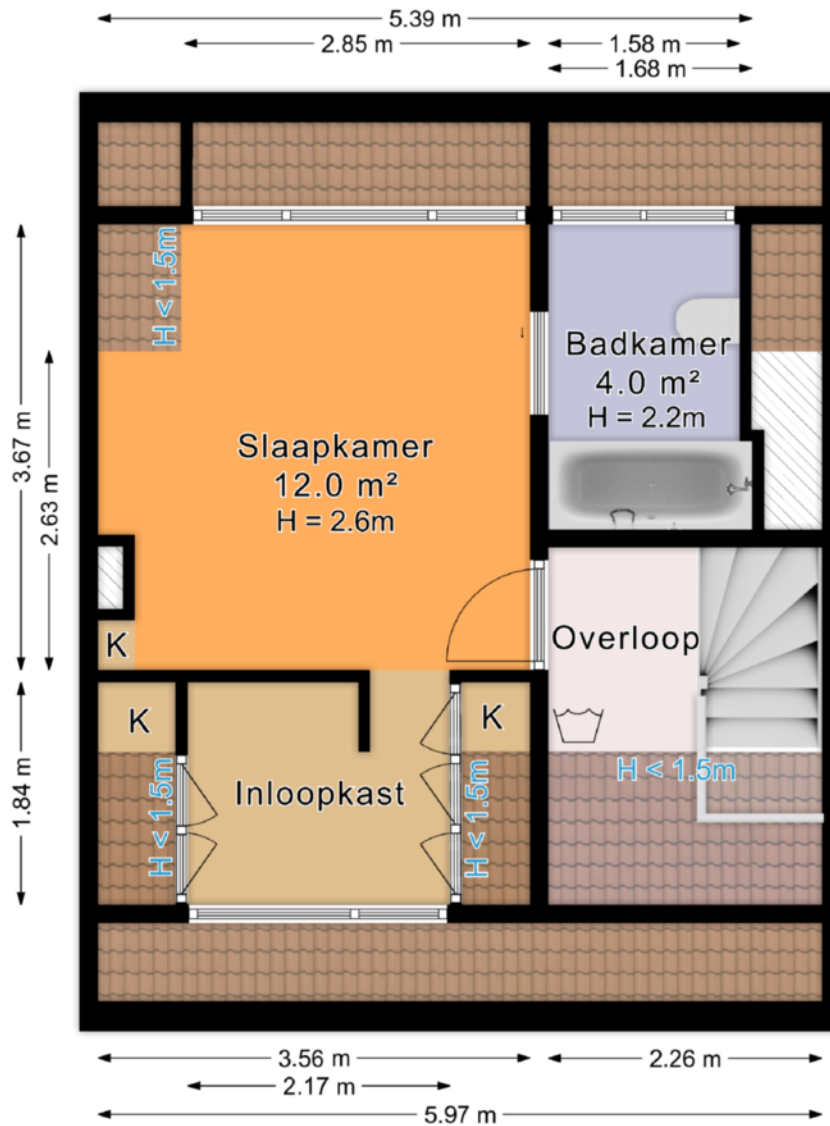 5.39 m
2.85 m
1.58 m
1.68 m
H < 1.5m
3.67 m
2.63 m
Slaapkamer
12.0 m²
H = 2.6m
Badkamer
4.0 m²
H = 2.2m
K
Overloop
K
K
H < 1.5m
1.84 m
H < 1.5m
Inloopkast
H < 1.5m
3.56 m
2.26 m
2.17 m
5.97 m